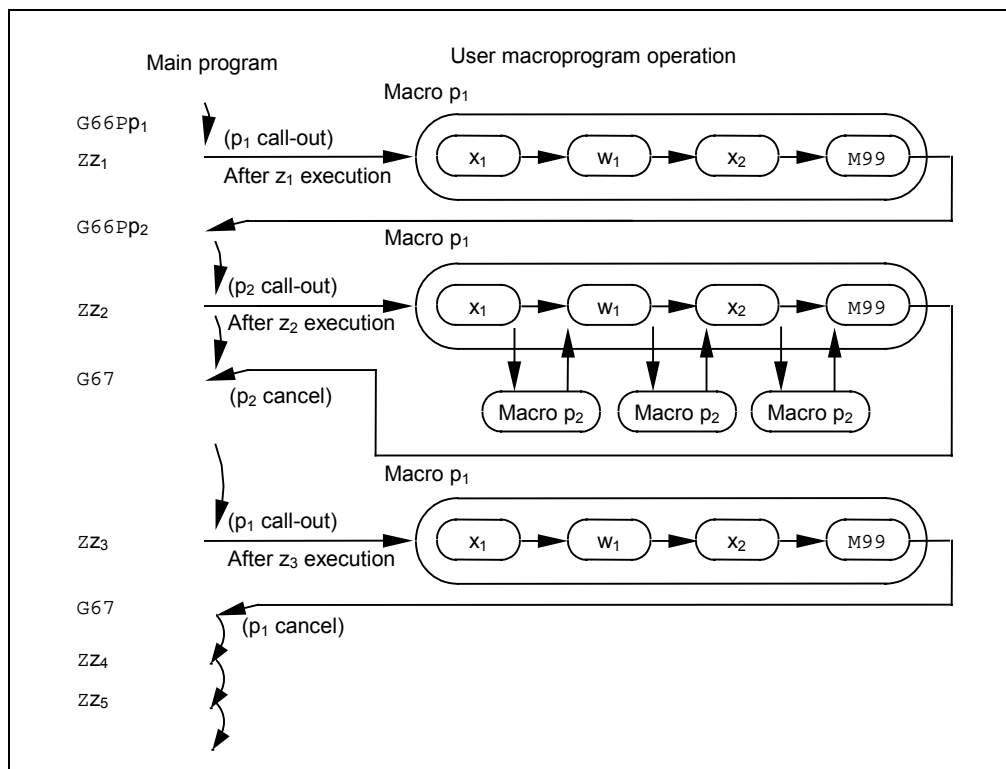 Main program
User macroprogram operation
Macro p₁
G66Pp₁
(p₁ call-out)
Zz₁
After z₁ execution
x₁
w₁
x₂
M99
G66Pp₂
Macro p₁
(p₂ call-out)
Zz₂
After z₂ execution
x₁
w₁
x₂
M99
G67
(p₂ cancel)
Macro p₂
Macro p₂
Macro p₂
Macro p₁
(p₁ call-out)
Zz₃
After z₃ execution
x₁
w₁
x₂
M99
G67
(p₁ cancel)
Zz₄
Zz₅